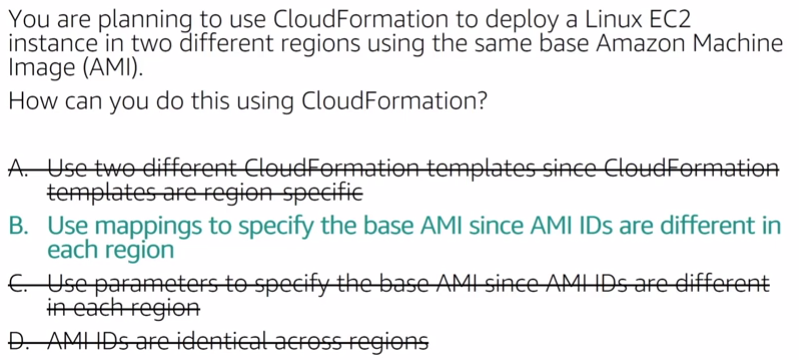 You are planning to use CloudFormation to deploy a Linux EC2
instance in two different regions using the same base Amazon Machine
Image (AMI).
How can you do this using CloudFormation?
A. Use two different CloudFormation templates since CloudFormation
templates are region-specific
B. Use mappings to specify the base AMI since AMI IDs are different in
each region
C. Use parameters to specify the base AMI since AMI IDs are different
in each region
D. AMI IDs are identical across regions